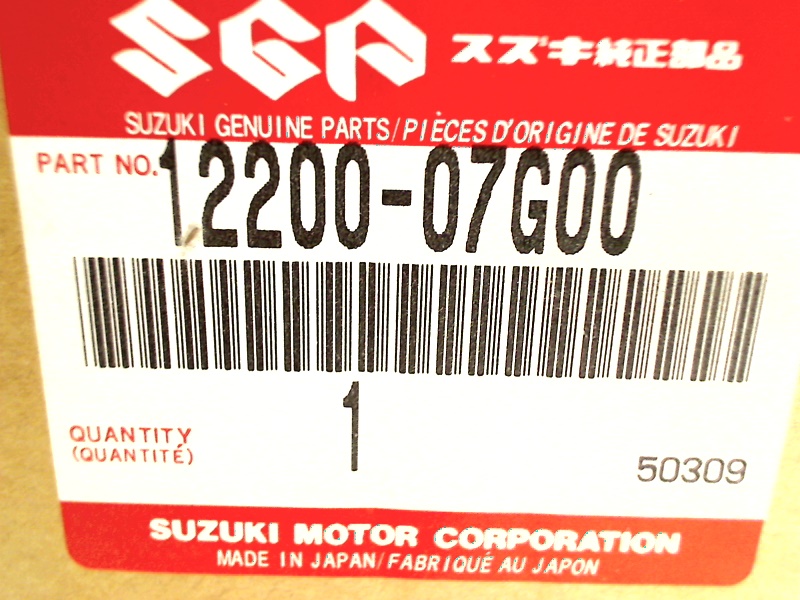 SGP スズキ純正部品
SUZUKI GENUINE PARTS/PIÈCES D'ORIGINE DE SUZUKI
PART NO. 12200-07G00
1
QUANTITY
(QUANTITÉ)
50309
SUZUKI MOTOR CORPORATION
MADE IN JAPAN/FABRIQUÉ AU JAPON